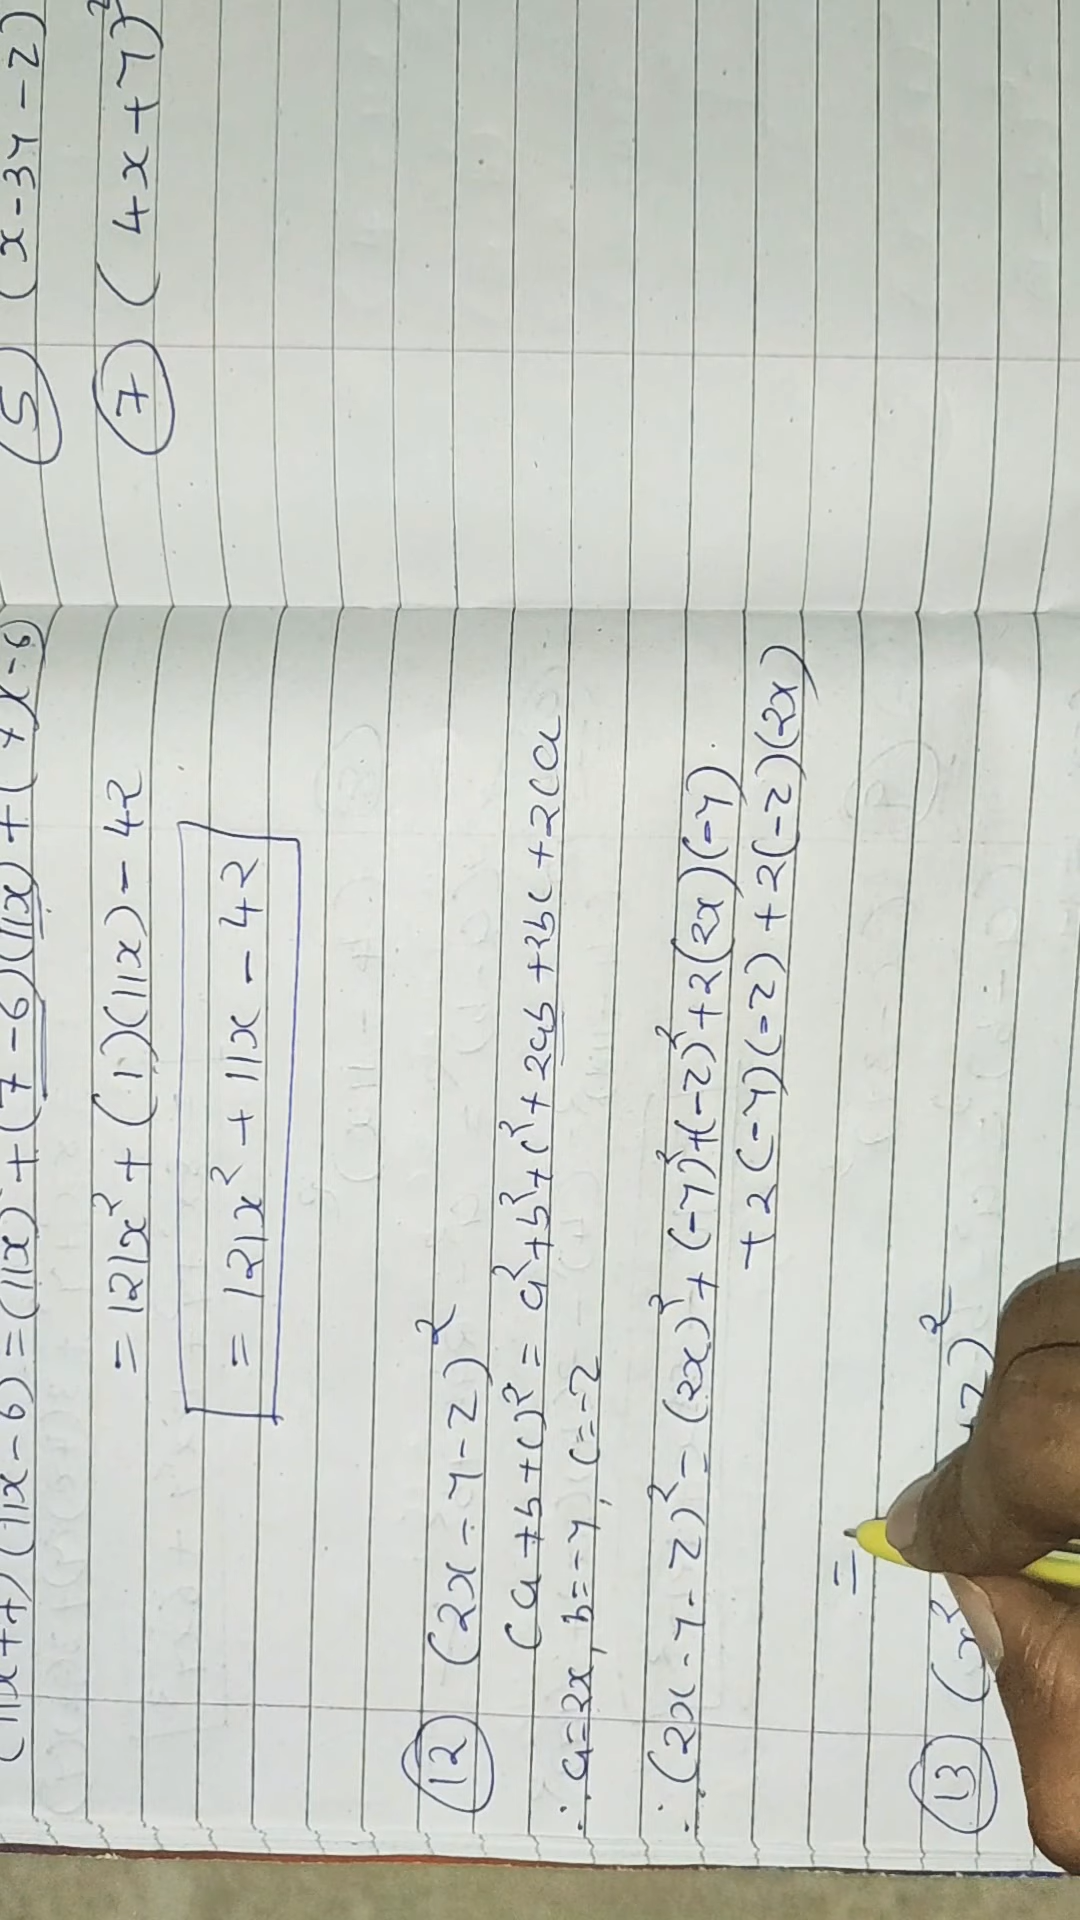 (11x+7)(11x-6) = (11x)² + (7-6)(11x) + (7)(-6)
= 121x² + (1)(11x) - 42
= 121x² + 11x - 42
12 (2x - y - z)²
(a+b+c)² = a²+b²+c² + 2ab + 2bc + 2ca
∴ a=2x, b=-y, c=-z
∴ (2x-y-z)² = (2x)² + (-y)²+(-z)² + 2(2x)(-y)
+ 2(-y)(-z) + 2(-z)(2x)
=
13 (x²
5 (x-3y-z)
7 (4x+7)²